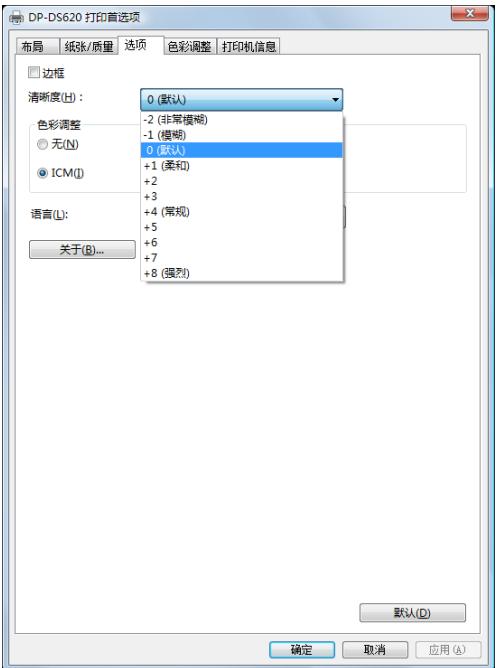 DP-DS620 打印首选项
布局 纸张/质量 选项 色彩调整 打印机信息
边框
清晰度(H)： 0 (默认)
-2 (非常模糊)
-1 (模糊)
0 (默认)
+1 (柔和)
+2
+3
+4 (常规)
+5
+6
+7
+8 (强烈)
色彩调整
无(N)
ICM(I)
语言(L):
关于(B)...
默认(D)
确定 取消 应用(A)